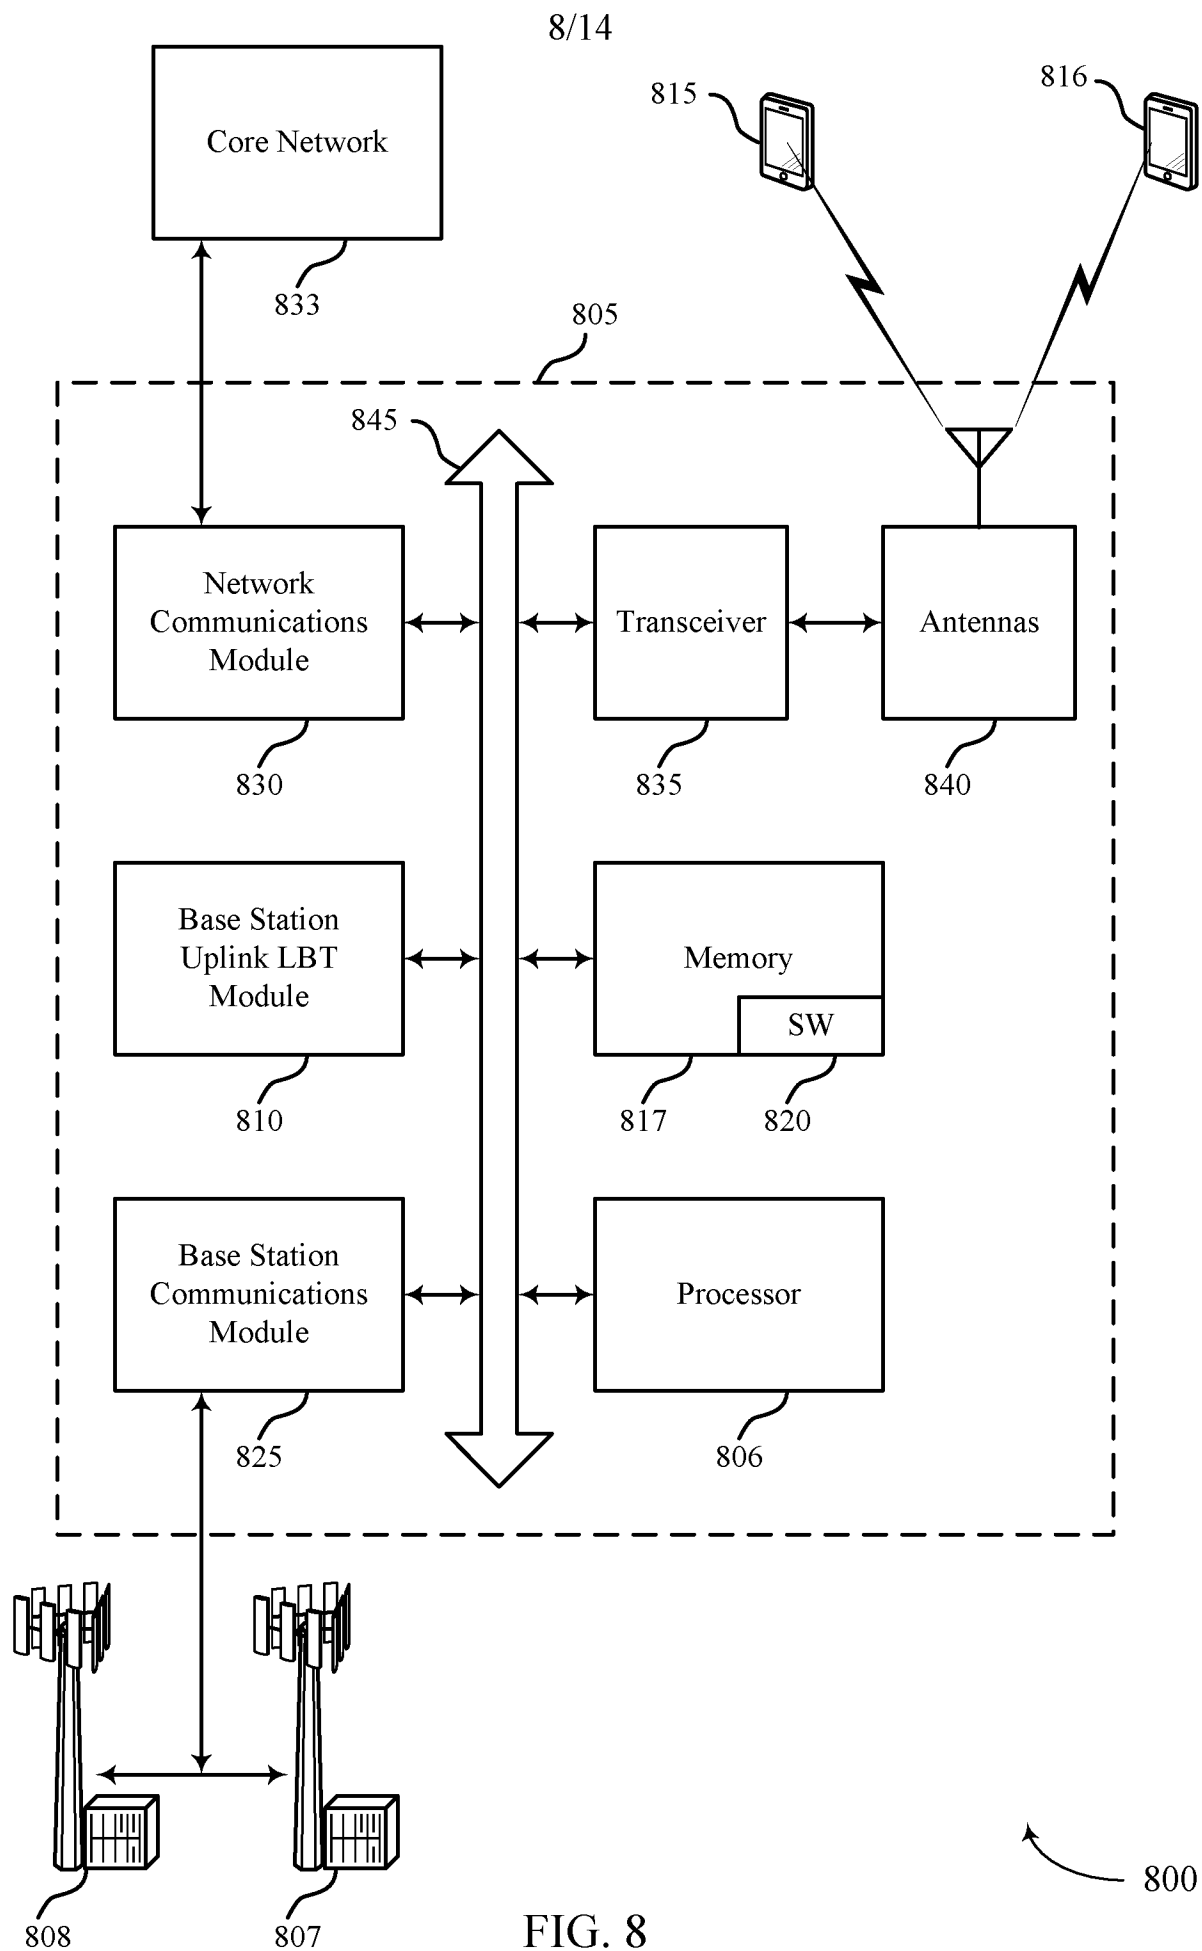 8/14
Core Network
833
815
816
805
845
Network
Communications
Module
830
Transceiver
835
Antennas
840
Base Station
Uplink LBT
Module
810
Memory
SW
817
820
Base Station
Communications
Module
825
Processor
806
808
807
800
FIG. 8